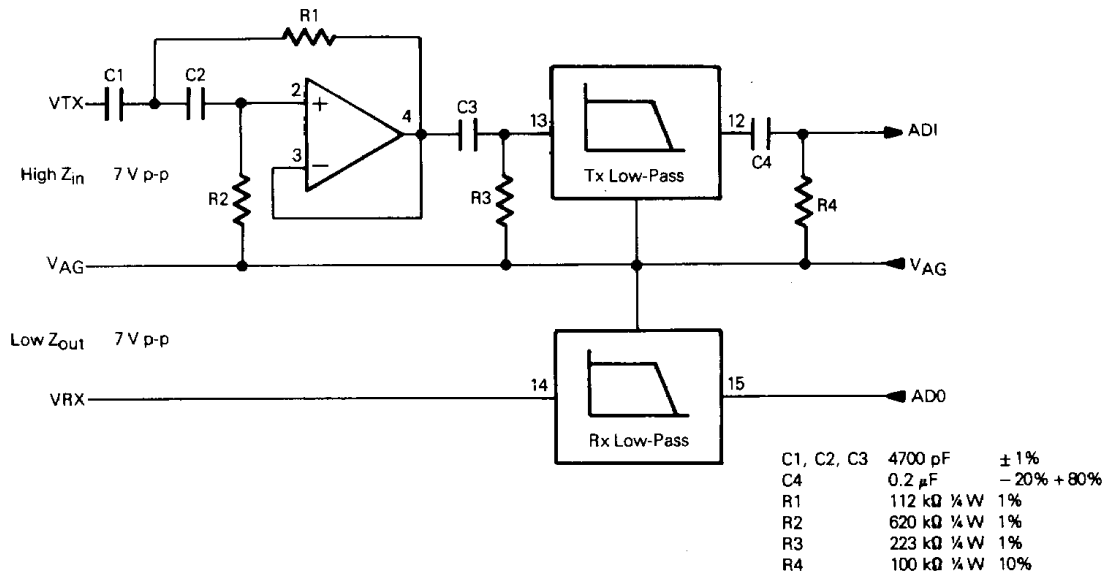 R1
C1
C2
VTX
2
+
4
C3
13
12
ADI
3
−
C4
Tx Low-Pass
High Zin 7 V p-p
R2
R3
R4
VAG
VAG
Low Zout 7 V p-p
14
15
VRX
AD0
Rx Low-Pass
C1, C2, C3 4700 pF ± 1%
C4 0.2 µF − 20% + 80%
R1 112 kΩ ¼ W 1%
R2 620 kΩ ¼ W 1%
R3 223 kΩ ¼ W 1%
R4 100 kΩ ¼ W 10%